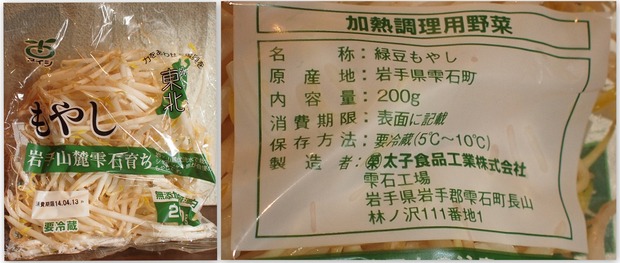 もやし
東北
岩手山麓雫石育ち
無添加
消費期限 14.04.13
要冷蔵
加熱調理用野菜
名称:緑豆もやし
原産地:岩手県雫石町
内容量:200g
消費期限:表面に記載
保存方法:要冷蔵(5℃~10℃)
製造者:太子食品工業株式会社
雫石工場
岩手県岩手郡雫石町長山
林ノ沢111番地1